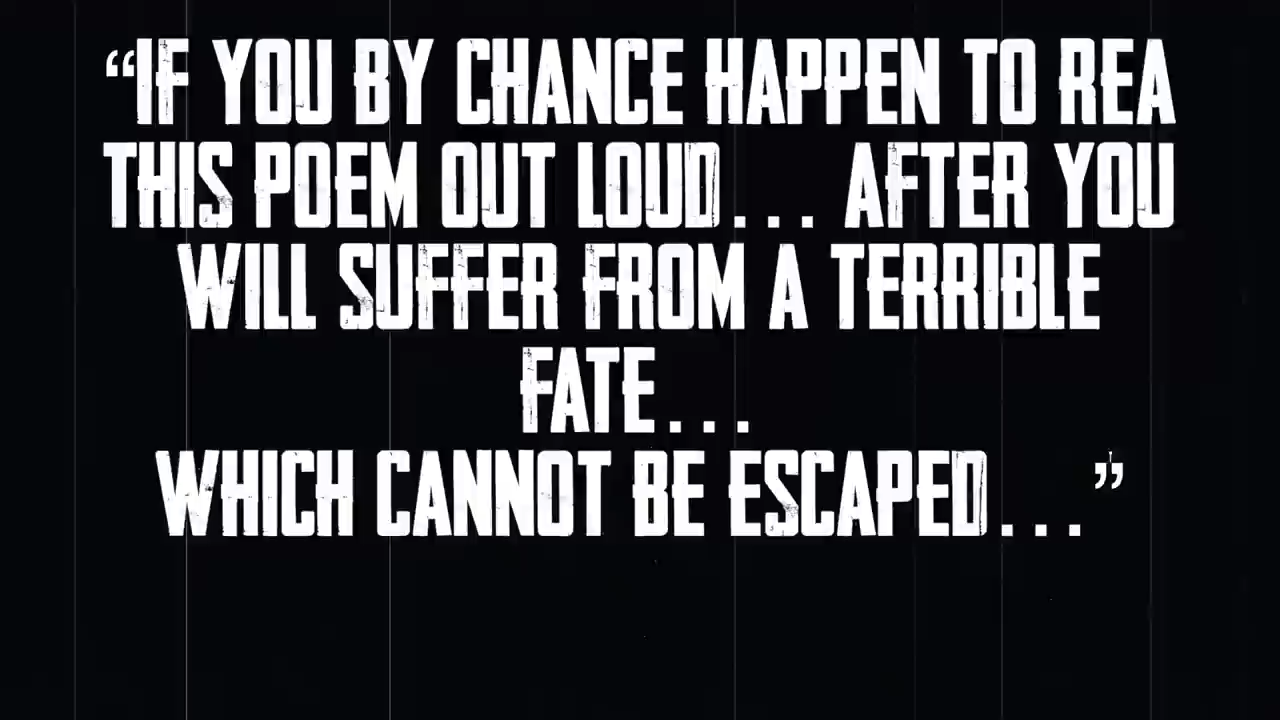 “IF YOU BY CHANCE HAPPEN TO REA
THIS POEM OUT LOUD... AFTER YOU
WILL SUFFER FROM A TERRIBLE
FATE...
WHICH CANNOT BE ESCAPED...”